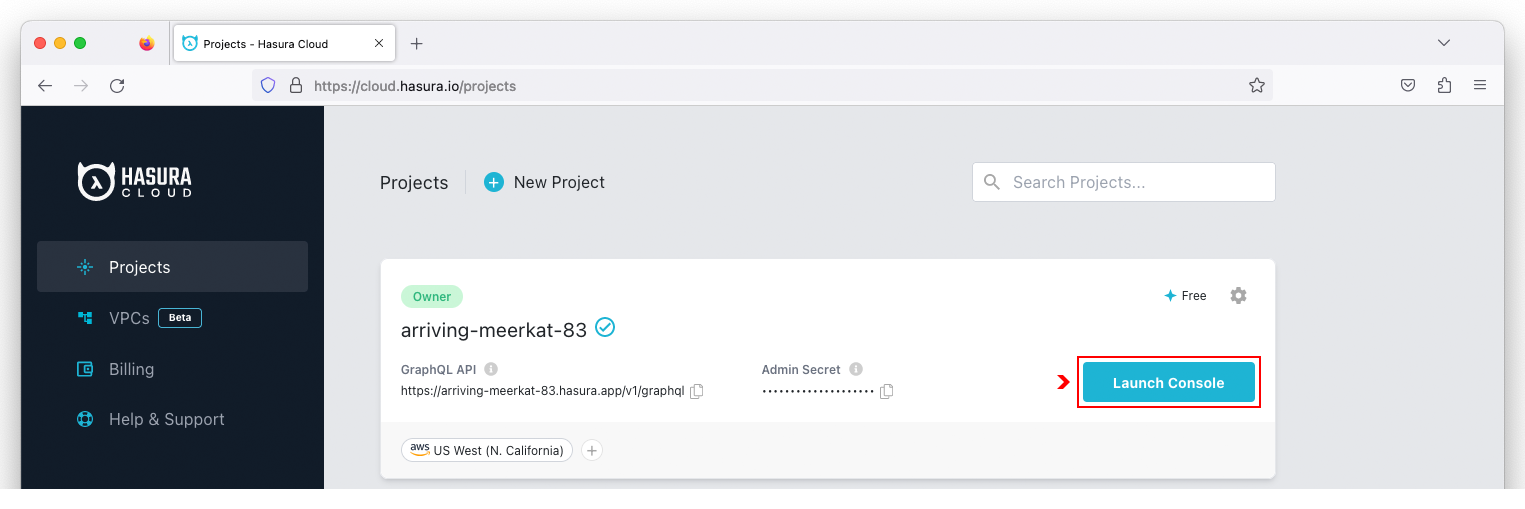 Projects - Hasura Cloud
https://cloud.hasura.io/projects
HASURA
CLOUD
Projects
VPCs Beta
Billing
Help & Support
Projects
New Project
Search Projects...
Owner
Free
arriving-meerkat-83
GraphQL API
https://arriving-meerkat-83.hasura.app/v1/graphql
Admin Secret
••••••••••••••••••••
Launch Console
aws US West (N. California)